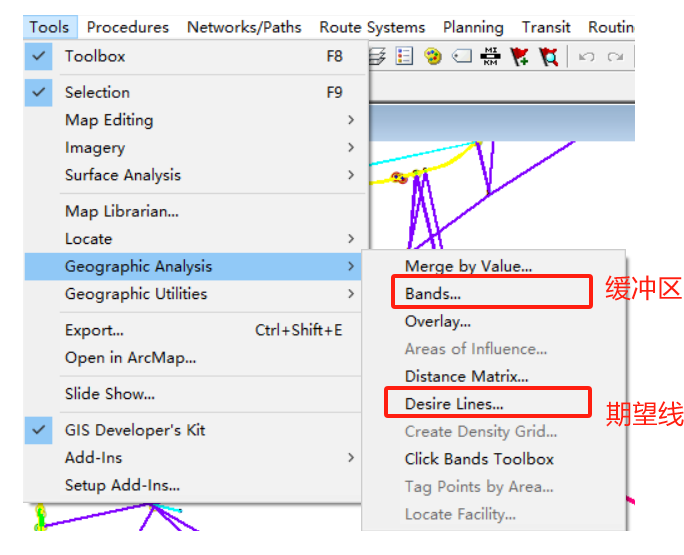 Tools Procedures Networks/Paths Route Systems Planning Transit Routin
Toolbox F8
MI
KM
Selection F9
Map Editing
Imagery
Surface Analysis
Map Librarian...
Locate
Geographic Analysis
Geographic Utilities
Export... Ctrl+Shift+E
Open in ArcMap...
Slide Show...
GIS Developer's Kit
Add-Ins
Setup Add-Ins...
Merge by Value...
Bands... 缓冲区
Overlay...
Areas of Influence...
Distance Matrix...
Desire Lines... 期望线
Create Density Grid...
Click Bands Toolbox
Tag Points by Area...
Locate Facility...